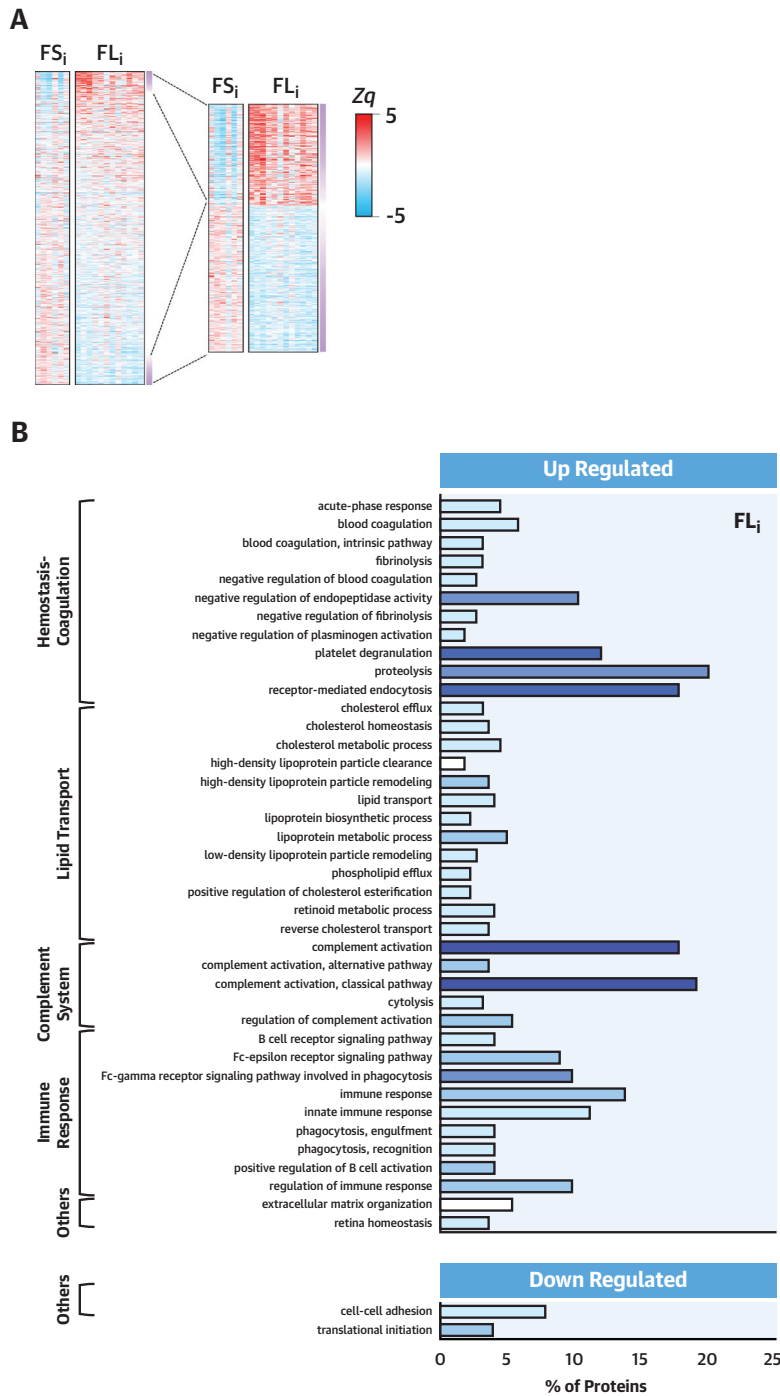 A
FSi FLi
FSi FLi
Zq
5
-5
B
Up Regulated
FLi
Hemostasis-
Coagulation
acute-phase response
blood coagulation
blood coagulation, intrinsic pathway
fibrinolysis
negative regulation of blood coagulation
negative regulation of endopeptidase activity
negative regulation of fibrinolysis
negative regulation of plasminogen activation
platelet degranulation
proteolysis
receptor-mediated endocytosis
Lipid Transport
cholesterol efflux
cholesterol homeostasis
cholesterol metabolic process
high-density lipoprotein particle clearance
high-density lipoprotein particle remodeling
lipid transport
lipoprotein biosynthetic process
lipoprotein metabolic process
low-density lipoprotein particle remodeling
phospholipid efflux
positive regulation of cholesterol esterification
retinoid metabolic process
reverse cholesterol transport
Complement
System
complement activation
complement activation, alternative pathway
complement activation, classical pathway
cytolysis
regulation of complement activation
Immune
Response
B cell receptor signaling pathway
Fc-epsilon receptor signaling pathway
Fc-gamma receptor signaling pathway involved in phagocytosis
immune response
innate immune response
phagocytosis, engulfment
phagocytosis, recognition
positive regulation of B cell activation
regulation of immune response
Others
extracellular matrix organization
retina homeostasis
Down Regulated
Others
cell-cell adhesion
translational initiation
0 5 10 15 20 25
% of Proteins